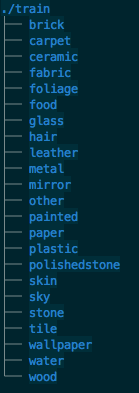 ./train
brick
carpet
ceramic
fabric
foliage
food
glass
hair
leather
metal
mirror
other
painted
paper
plastic
polishedstone
skin
sky
stone
tile
wallpaper
water
wood